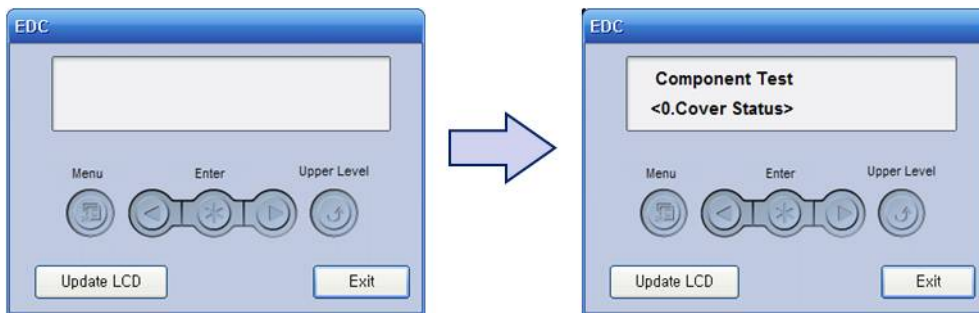 EDC
Menu
Enter
Upper Level
Update LCD
Exit
EDC
Component Test
<0.Cover Status>
Menu
Enter
Upper Level
Update LCD
Exit